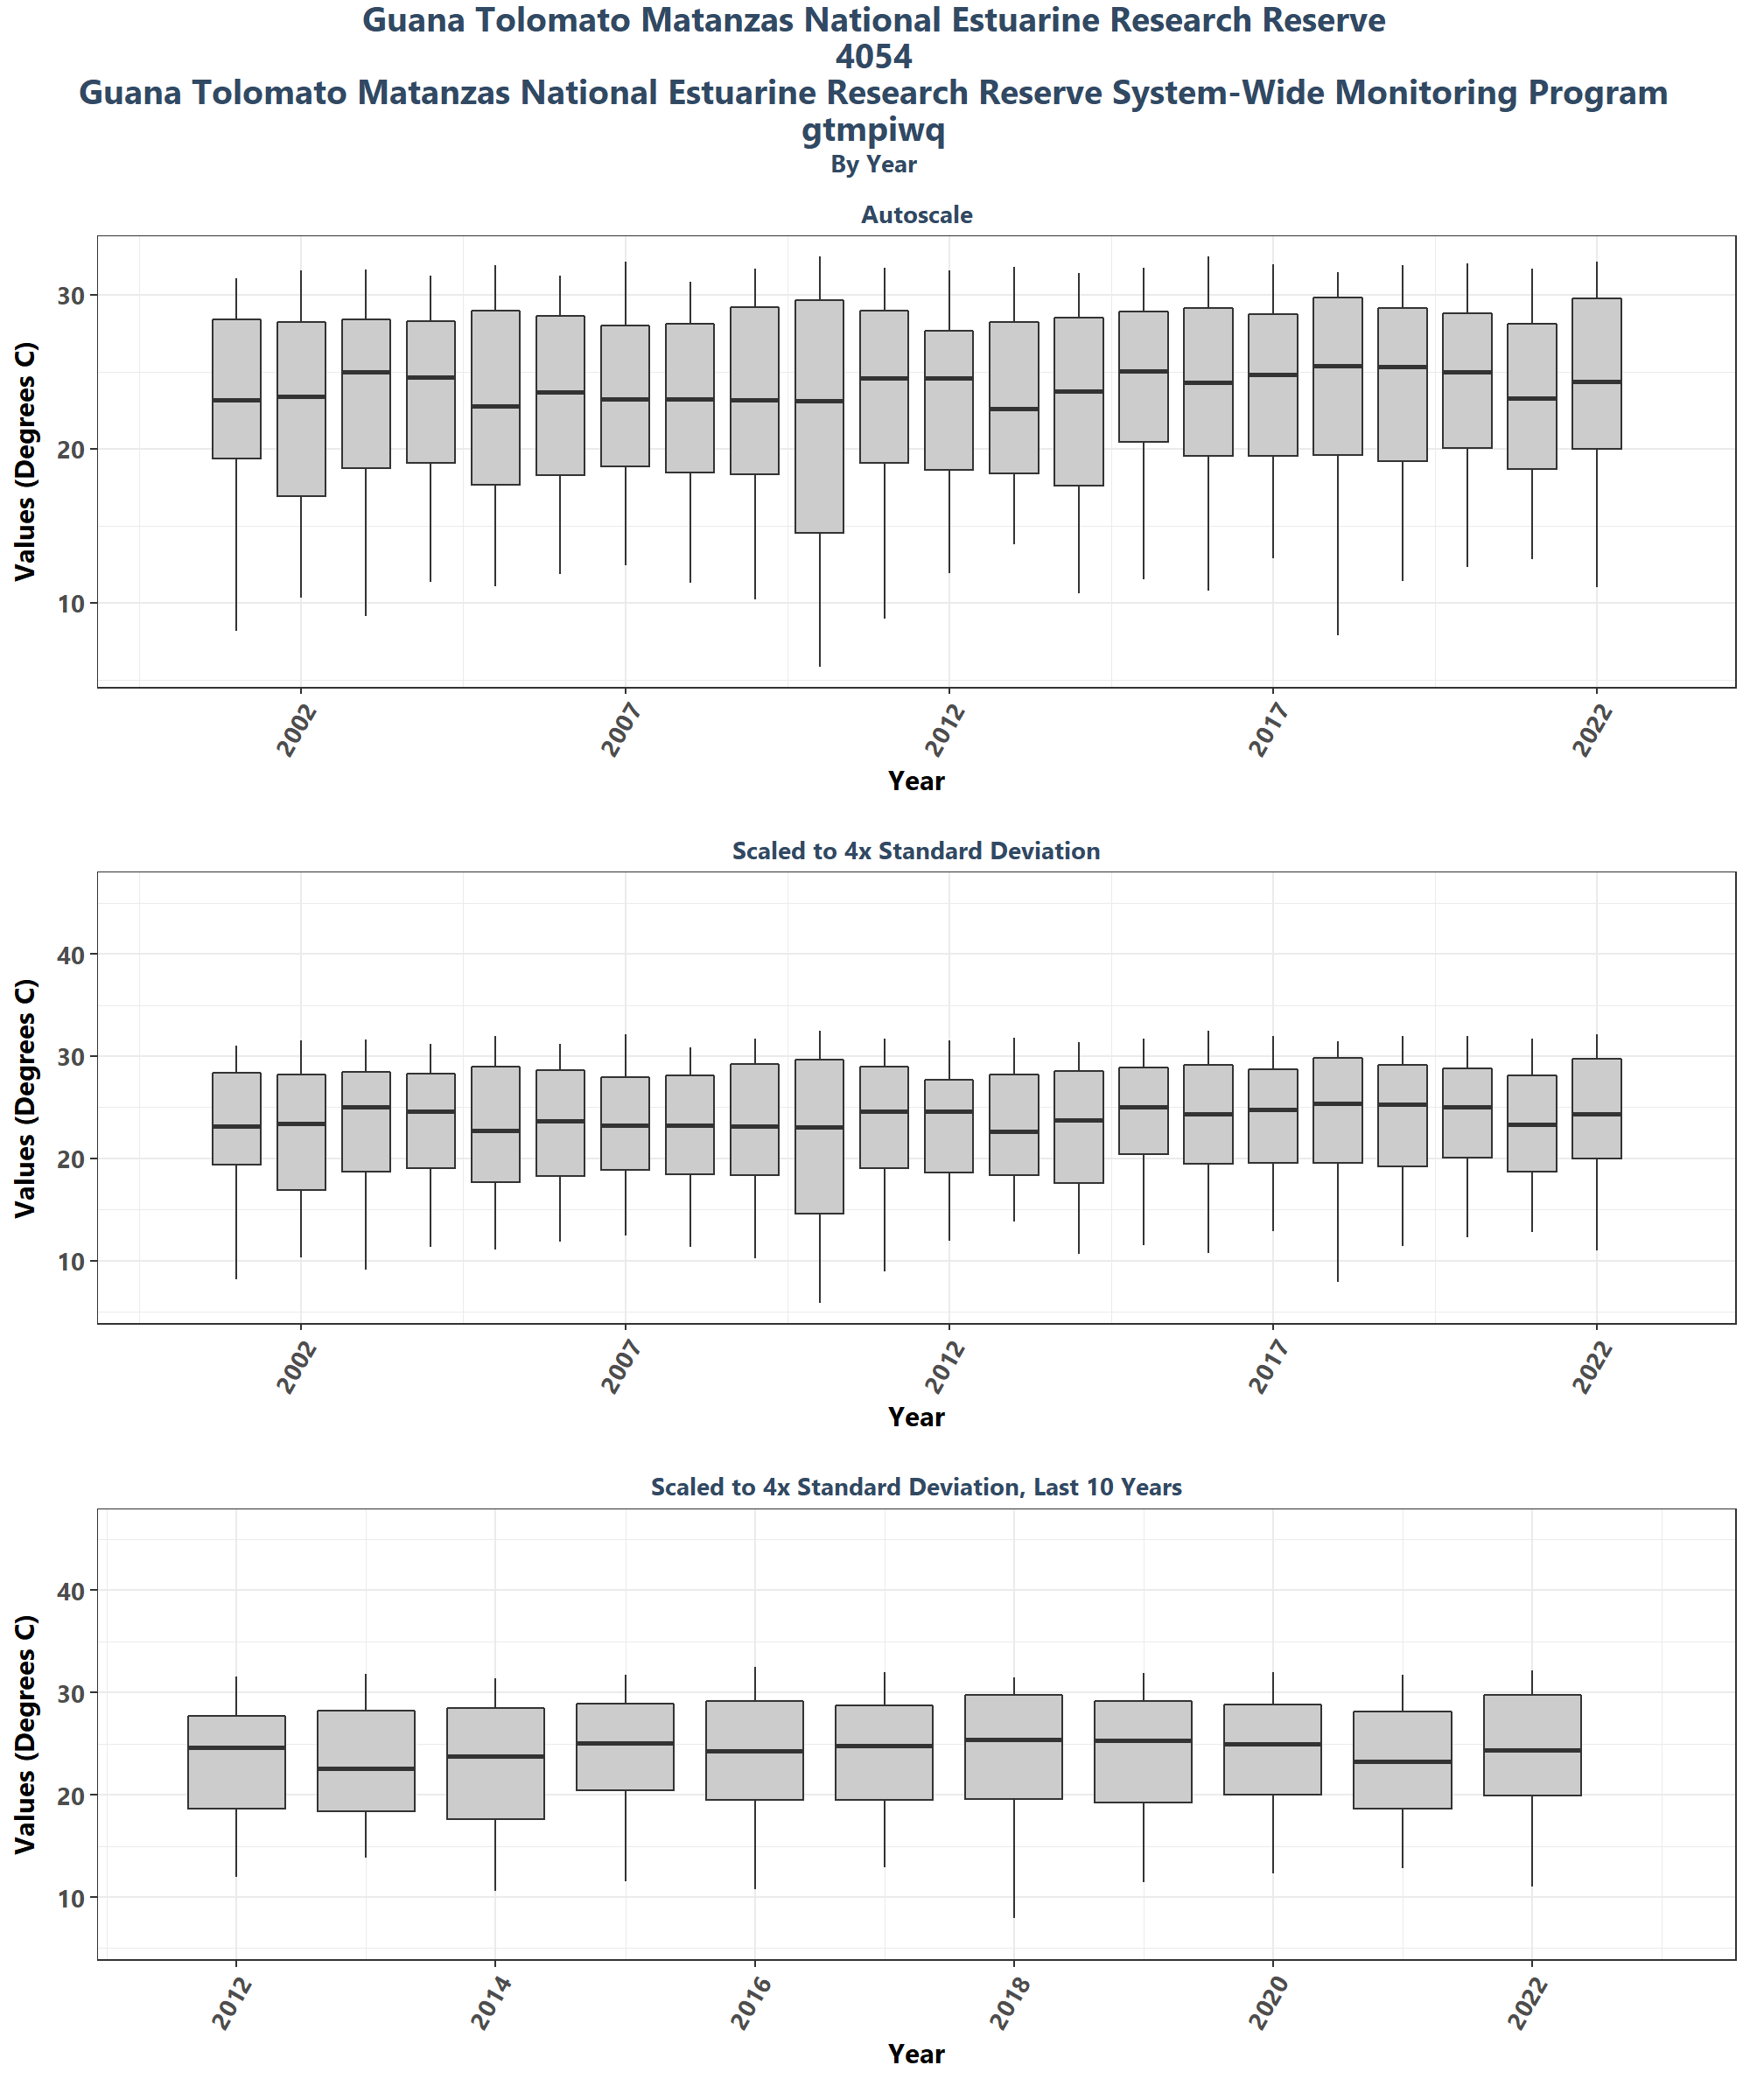 Guana Tolomato Matanzas National Estuarine Research Reserve
4054
Guana Tolomato Matanzas National Estuarine Research Reserve System-Wide Monitoring Program
gtmpiwq
By Year
Autoscale
Values (Degrees C)
30
20
10
2002
2007
2012
2017
2022
Year
Scaled to 4x Standard Deviation
Values (Degrees C)
40
30
20
10
2002
2007
2012
2017
2022
Year
Scaled to 4x Standard Deviation, Last 10 Years
Values (Degrees C)
40
30
20
10
2012
2014
2016
2018
2020
2022
Year